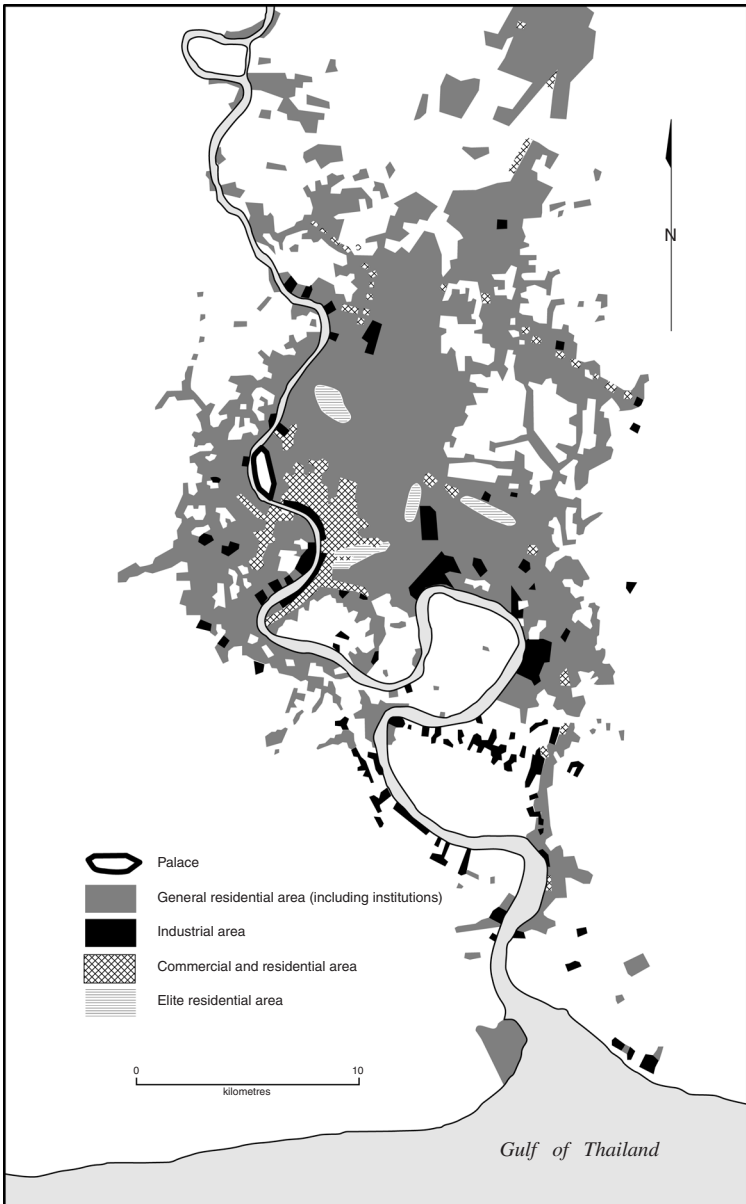 N
Palace
General residential area (including institutions)
Industrial area
Commercial and residential area
Elite residential area
0 10
kilometres
Gulf of Thailand